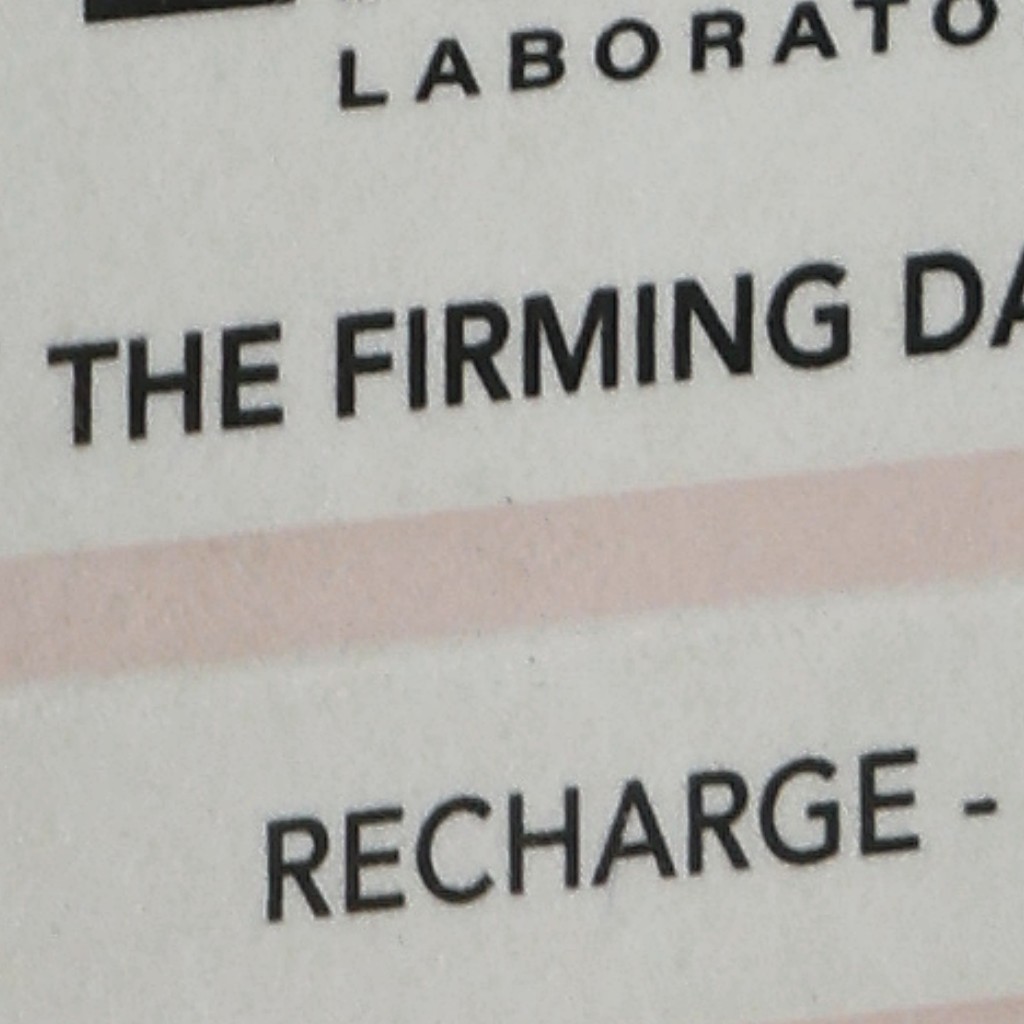 LABORATO
THE FIRMING DA
RECHARGE -